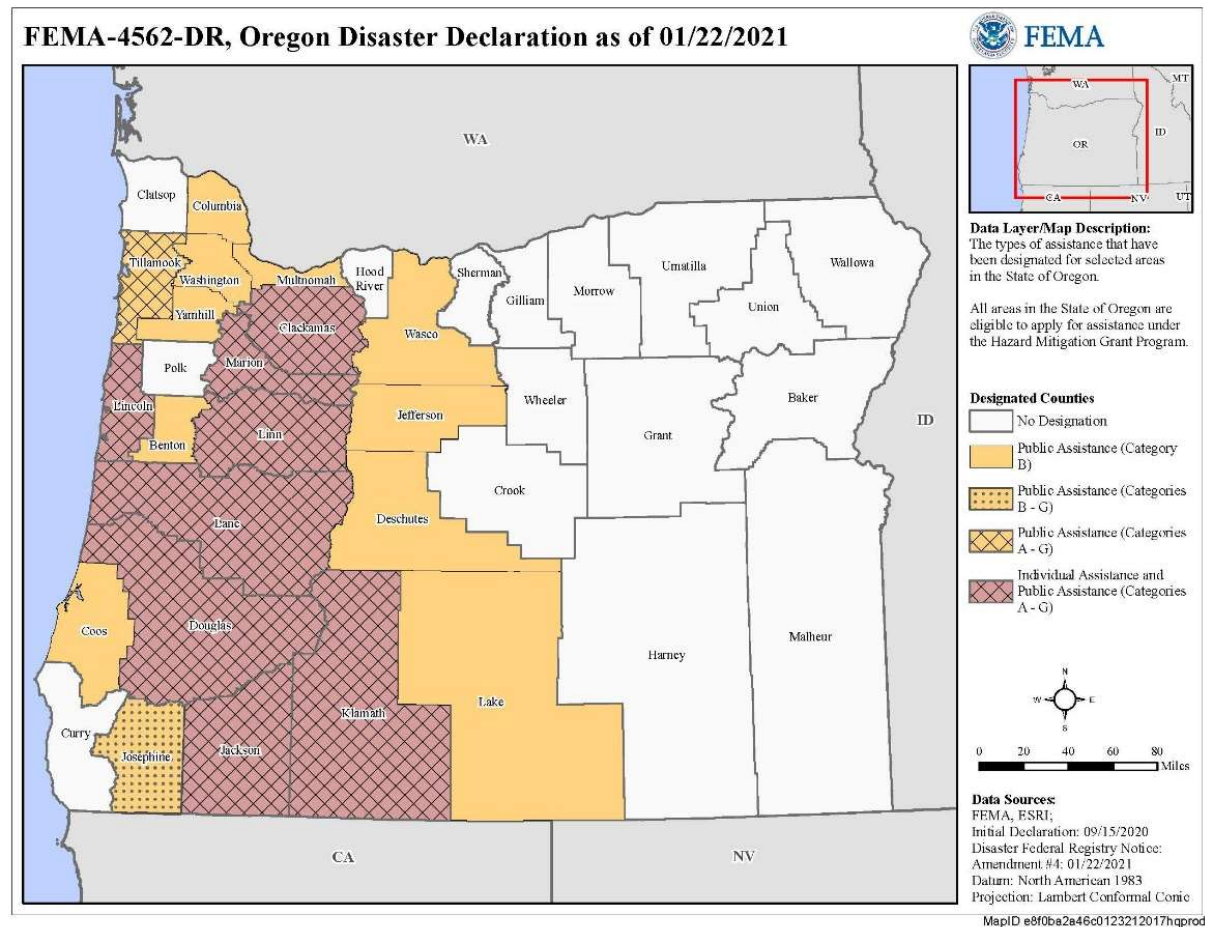 FEMA-4562-DR, Oregon Disaster Declaration as of 01/22/2021
FEMA
WA
Clatsop
Columbia
Tillamook
Washington
Multnomah
Hood
River
Sherman
Gilliam
Morrow
Umatilla
Wallowa
Union
Yamhill
Clackamas
Wasco
Polk
Marion
Lincoln
Jefferson
Wheeler
Grant
Baker
ID
Benton
Linn
Crook
Lane
Deschutes
Coos
Douglas
Harney
Malheur
Lake
Klamath
Curry
Josephine
Jackson
CA
NV
WA
MT
ID
OR
CA
NV
UT
Data Layer/Map Description:
The types of assistance that have
been designated for selected areas
in the State of Oregon.
All areas in the State of Oregon are
eligible to apply for assistance under
the Hazard Mitigation Grant Program.
Designated Counties
No Designation
Public Assistance (Category
B)
Public Assistance (Categories
B - G)
Public Assistance (Categories
A - G)
Individual Assistance and
Public Assistance (Categories
A - G)
N
W E
S
0 20 40 60 80
Miles
Data Sources:
FEMA, ESRI;
Initial Declaration: 09/15/2020
Disaster Federal Registry Notice:
Amendment #4: 01/22/2021
Datum: North American 1983
Projection: Lambert Conformal Conic
MapID e8f0ba2a46c0123212017hqprod